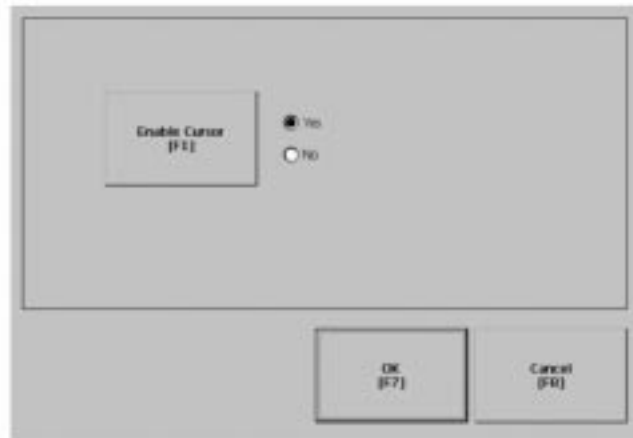 Enable Cursor
[F1]
Yes
No
OK
[F7]
Cancel
[F8]